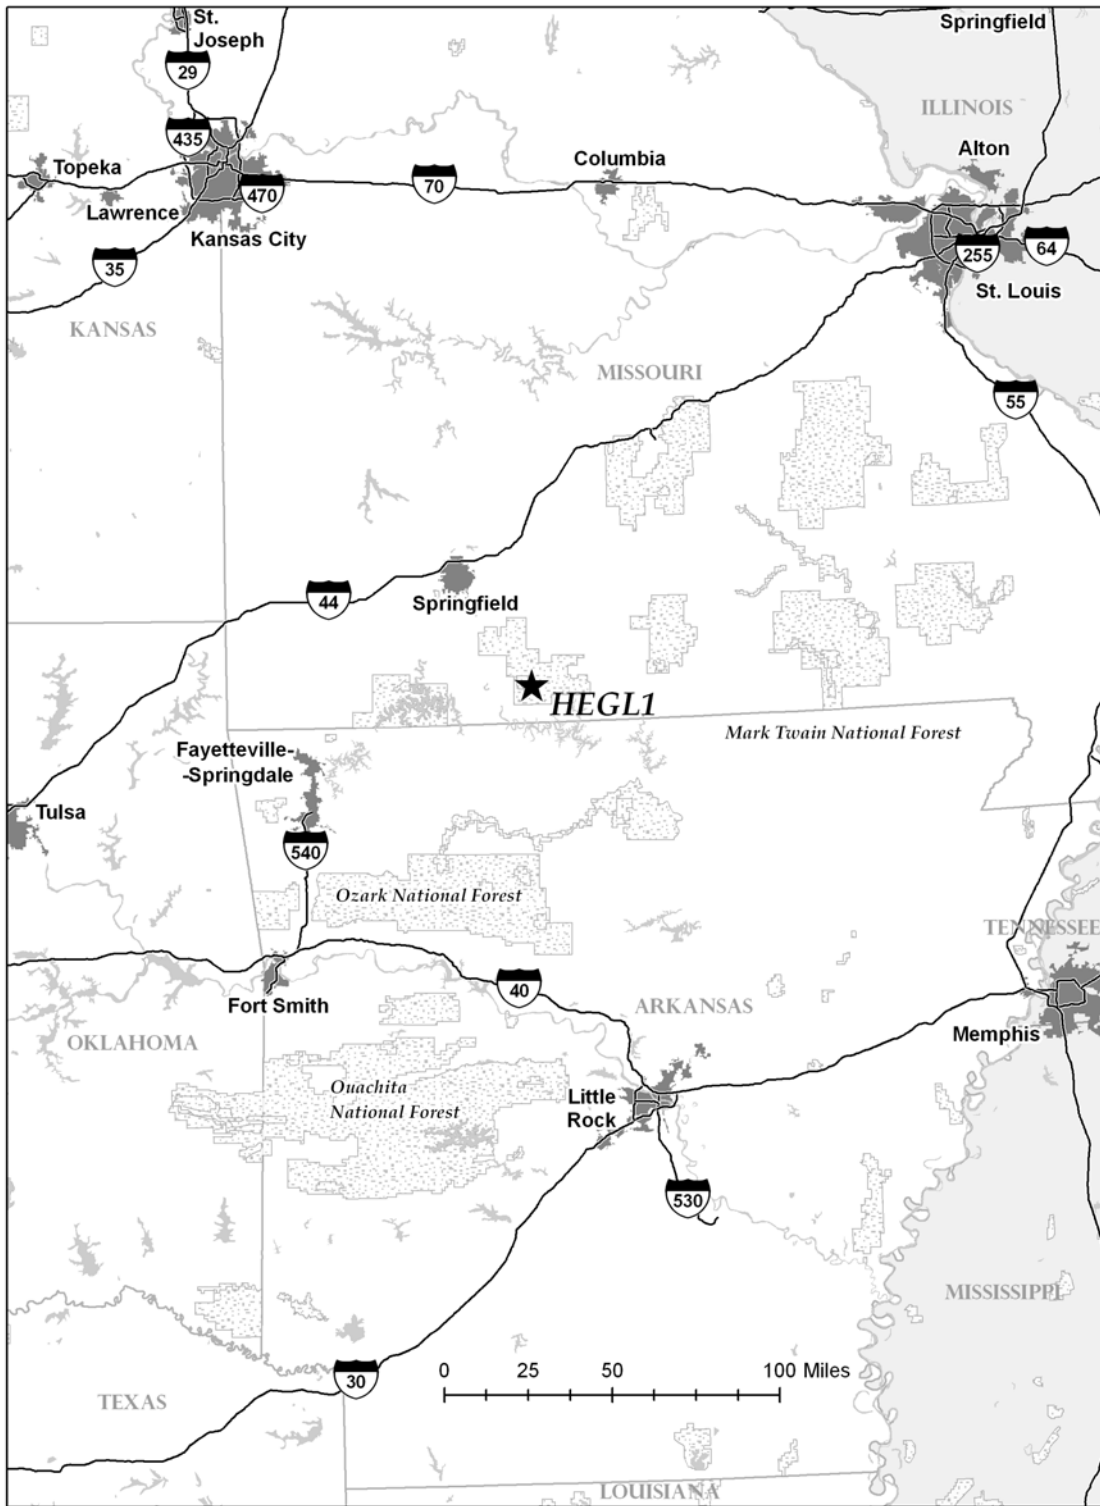 St.
Joseph
Springfield
29
ILLINOIS
435
Alton
Topeka
Columbia
70
Lawrence
470
Kansas City
35
255
64
St. Louis
KANSAS
MISSOURI
55
44
Springfield
HEGL1
Mark Twain National Forest
Fayetteville-
-Springdale
Tulsa
540
Ozark National Forest
TENNESSEE
40
Fort Smith
ARKANSAS
OKLAHOMA
Memphis
Ouachita
National Forest
Little
Rock
530
MISSISSIPPI
0 25 50 100 Miles
30
TEXAS
LOUISIANA